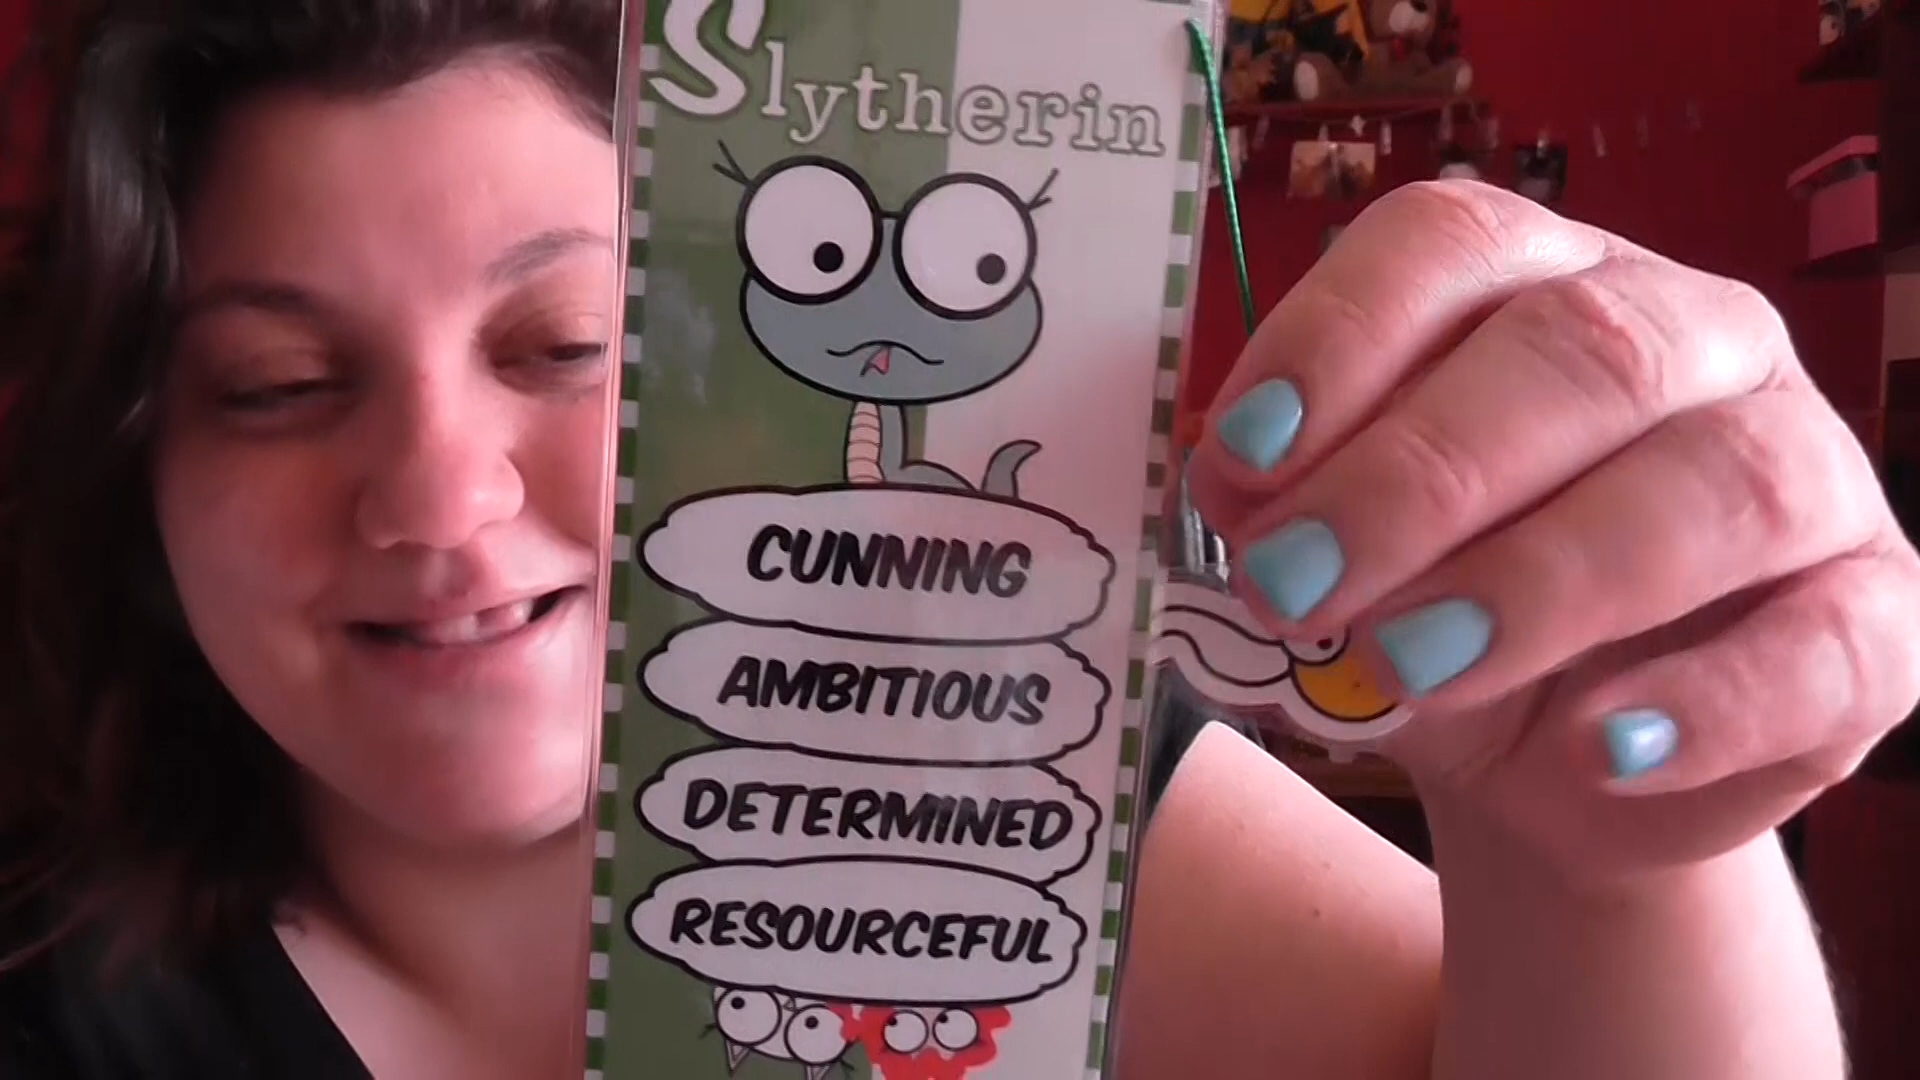 Slytherin
CUNNING
AMBITIOUS
DETERMINED
RESOURCEFUL